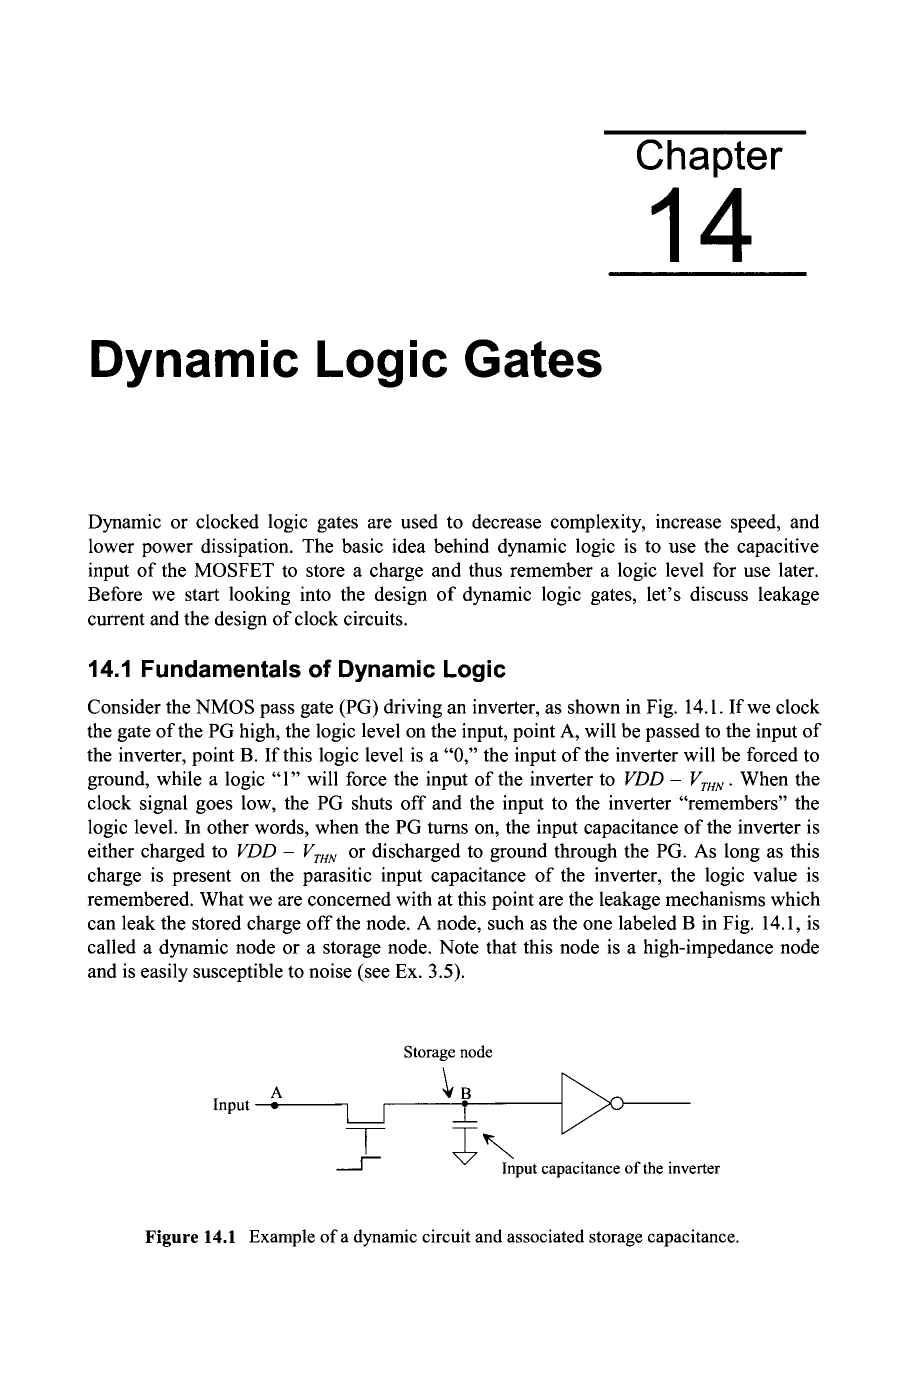 Chapter
14
Dynamic Logic Gates
Dynamic or clocked logic gates are used to decrease complexity, increase speed, and
lower power dissipation. The basic idea behind dynamic logic is to use the capacitive
input of the MOSFET to store a charge and thus remember a logic level for use later.
Before we start looking into the design of dynamic logic gates, let's discuss leakage
current and the design of clock circuits.
14.1 Fundamentals of Dynamic Logic
Consider the NMOS pass gate (PG) driving an inverter, as shown in Fig. 14.1. If we clock
the gate of the PG high, the logic level on the input, point A, will be passed to the input of
the inverter, point B. If this logic level is a “0,” the input of the inverter will be forced to
ground, while a logic “1” will force the input of the inverter to VDD – V_THN. When the
clock signal goes low, the PG shuts off and the input to the inverter “remembers” the
logic level. In other words, when the PG turns on, the input capacitance of the inverter is
either charged to VDD – V_THN or discharged to ground through the PG. As long as this
charge is present on the parasitic input capacitance of the inverter, the logic value is
remembered. What we are concerned with at this point are the leakage mechanisms which
can leak the stored charge off the node. A node, such as the one labeled B in Fig. 14.1, is
called a dynamic node or a storage node. Note that this node is a high-impedance node
and is easily susceptible to noise (see Ex. 3.5).
Storage node
A
B
Input
Input capacitance of the inverter
Figure 14.1 Example of a dynamic circuit and associated storage capacitance.